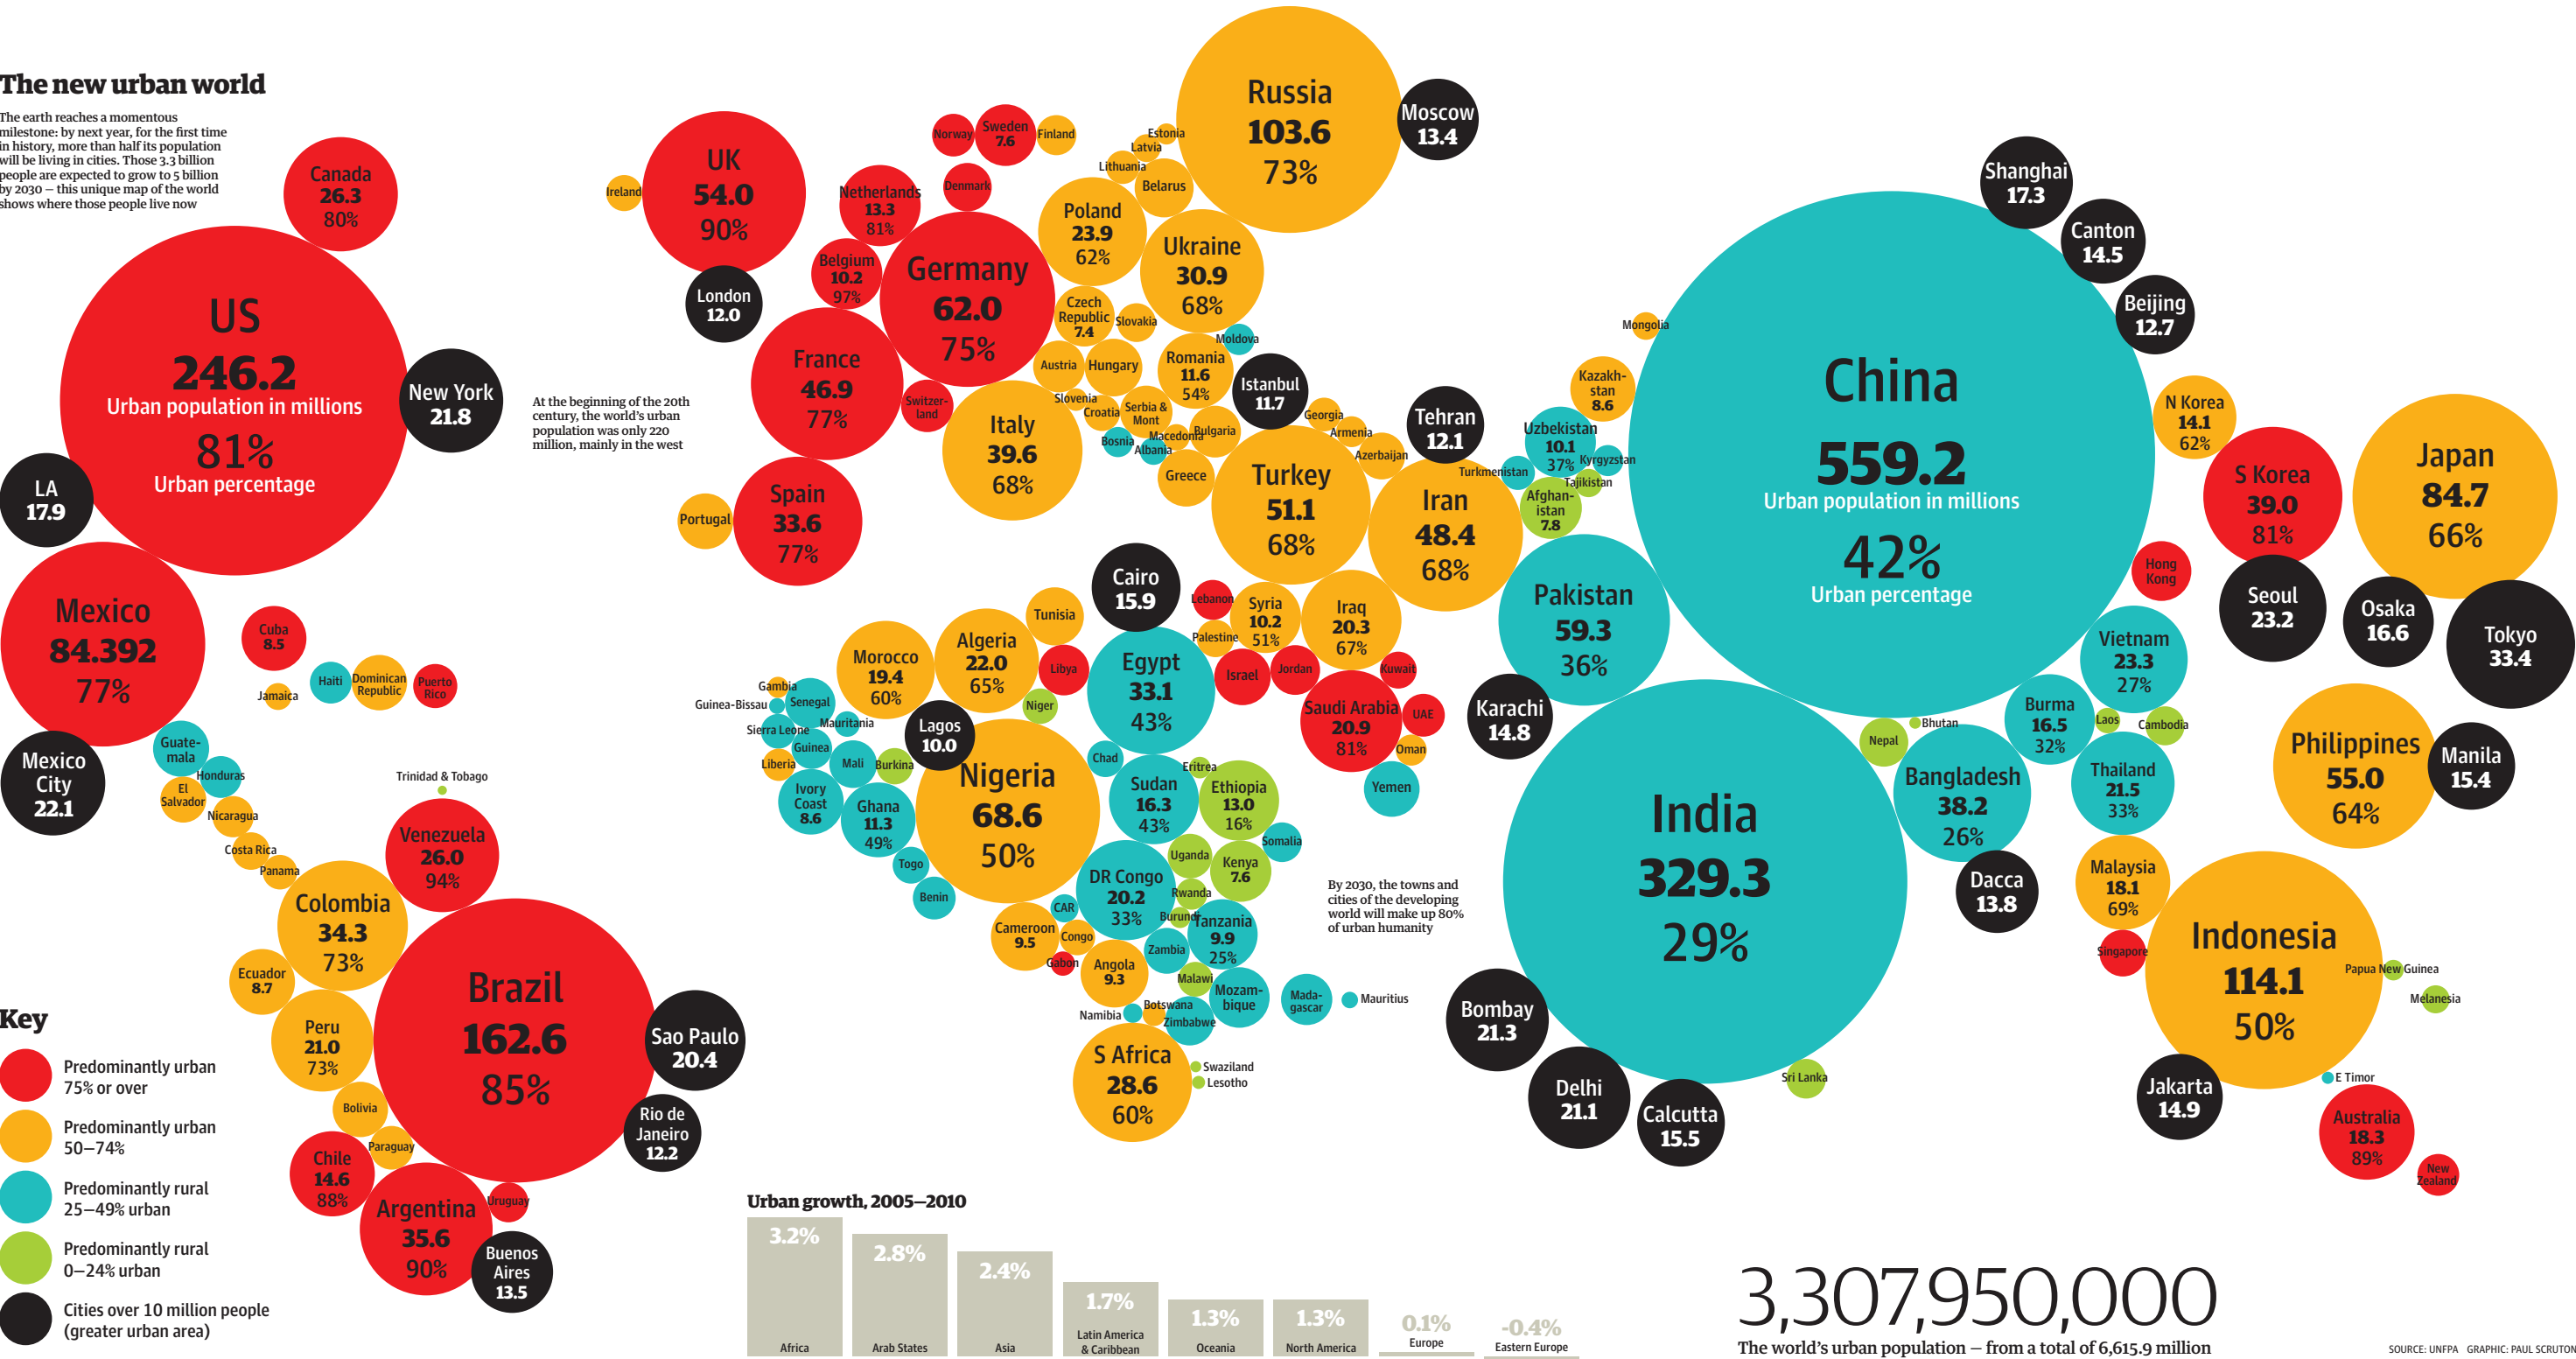 The new urban world
The earth reaches a momentous
milestone: by next year, for the first time
in history, more than half its population
will be living in cities. Those 3.3 billion
people are expected to grow to 5 billion
by 2030 – this unique map of the world
shows where those people live now
Canada
26.3
80%
US
246.2
Urban population in millions
81%
Urban percentage
New York
21.8
LA
17.9
Mexico
84.392
77%
Mexico
City
22.1
Cuba
8.5
Jamaica
Haiti
Dominican
Republic
Puerto
Rico
Guate-
mala
Honduras
El
Salvador
Nicaragua
Costa Rica
Panama
Trinidad & Tobago
Venezuela
26.0
94%
Colombia
34.3
73%
Ecuador
8.7
Peru
21.0
73%
Brazil
162.6
85%
Sao Paulo
20.4
Rio de
Janeiro
12.2
Bolivia
Paraguay
Chile
14.6
88%
Argentina
35.6
90%
Uruguay
Buenos
Aires
13.5
Key
Predominantly urban
75% or over
Predominantly urban
50–74%
Predominantly rural
25–49% urban
Predominantly rural
0–24% urban
Cities over 10 million people
(greater urban area)
At the beginning of the 20th
century, the world's urban
population was only 220
million, mainly in the west
Ireland
UK
54.0
90%
London
12.0
Norway
Sweden
7.6
Finland
Denmark
Netherlands
13.3
81%
Belgium
10.2
97%
Germany
62.0
75%
France
46.9
77%
Switzer-
land
Spain
33.6
77%
Portugal
Italy
39.6
68%
Estonia
Latvia
Lithuania
Belarus
Russia
103.6
73%
Moscow
13.4
Poland
23.9
62%
Ukraine
30.9
68%
Czech
Republic
7.4
Slovakia
Moldova
Austria
Hungary
Romania
11.6
54%
Slovenia
Croatia
Serbia &
Mont
Bosnia
Macedonia
Albania
Bulgaria
Greece
Istanbul
11.7
Turkey
51.1
68%
Georgia
Armenia
Azerbaijan
Tehran
12.1
Iran
48.4
68%
Mongolia
Kazakh-
stan
8.6
Uzbekistan
10.1
37%
Kyrgyzstan
Turkmenistan
Tajikistan
Afghan-
istan
7.8
Cairo
15.9
Lebanon
Syria
10.2
51%
Iraq
20.3
67%
Palestine
Israel
Jordan
Kuwait
Saudi Arabia
20.9
81%
UAE
Oman
Yemen
Tunisia
Algeria
22.0
65%
Morocco
19.4
60%
Libya
Egypt
33.1
43%
Niger
Gambia
Guinea-Bissau
Senegal
Mauritania
Sierra Leone
Guinea
Liberia
Mali
Burkina
Ivory
Coast
8.6
Ghana
11.3
49%
Togo
Benin
Lagos
10.0
Nigeria
68.6
50%
Chad
Sudan
16.3
43%
Eritrea
Ethiopia
13.0
16%
Somalia
Uganda
Kenya
7.6
DR Congo
20.2
33%
Rwanda
Burundi
Tanzania
9.9
25%
CAR
Cameroon
9.5
Congo
Gabon
Angola
9.3
Zambia
Malawi
Mozam-
bique
Mada-
gascar
Mauritius
Namibia
Botswana
Zimbabwe
S Africa
28.6
60%
Swaziland
Lesotho
By 2030, the towns and
cities of the developing
world will make up 80%
of urban humanity
China
559.2
Urban population in millions
42%
Urban percentage
Shanghai
17.3
Canton
14.5
Beijing
12.7
N Korea
14.1
62%
S Korea
39.0
81%
Seoul
23.2
Japan
84.7
66%
Osaka
16.6
Tokyo
33.4
Hong
Kong
Pakistan
59.3
36%
Karachi
14.8
India
329.3
29%
Bombay
21.3
Delhi
21.1
Calcutta
15.5
Sri Lanka
Nepal
Bhutan
Bangladesh
38.2
26%
Dacca
13.8
Burma
16.5
32%
Laos
Vietnam
23.3
27%
Cambodia
Thailand
21.5
33%
Philippines
55.0
64%
Manila
15.4
Malaysia
18.1
69%
Singapore
Indonesia
114.1
50%
Jakarta
14.9
Papua New Guinea
Melanesia
E Timor
Australia
18.3
89%
New
Zealand
Urban growth, 2005–2010
3.2%
Africa
2.8%
Arab States
2.4%
Asia
1.7%
Latin America
& Caribbean
1.3%
Oceania
1.3%
North America
0.1%
Europe
-0.4%
Eastern Europe
3,307,950,000
The world's urban population – from a total of 6,615.9 million
SOURCE: UNFPA GRAPHIC: PAUL SCRUTON